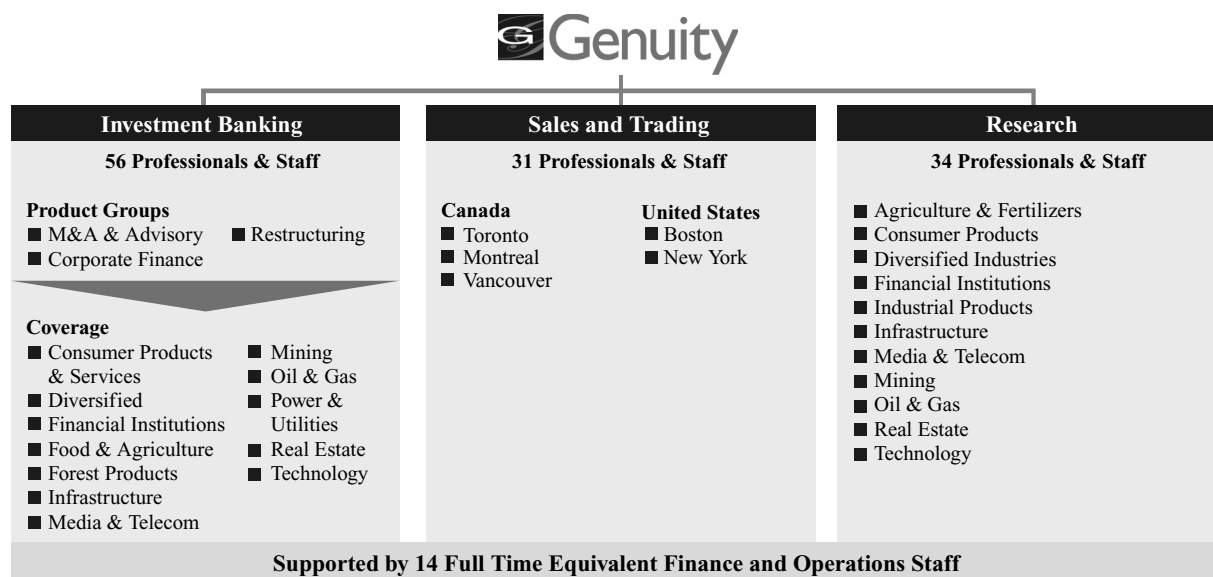 G Genuity
Investment Banking
56 Professionals & Staff
Product Groups
M&A & Advisory
Corporate Finance
Restructuring
Coverage
Consumer Products
& Services
Diversified
Financial Institutions
Food & Agriculture
Forest Products
Infrastructure
Media & Telecom
Mining
Oil & Gas
Power &
Utilities
Real Estate
Technology
Sales and Trading
31 Professionals & Staff
Canada
Toronto
Montreal
Vancouver
United States
Boston
New York
Research
34 Professionals & Staff
Agriculture & Fertilizers
Consumer Products
Diversified Industries
Financial Institutions
Industrial Products
Infrastructure
Media & Telecom
Mining
Oil & Gas
Real Estate
Technology
Supported by 14 Full Time Equivalent Finance and Operations Staff